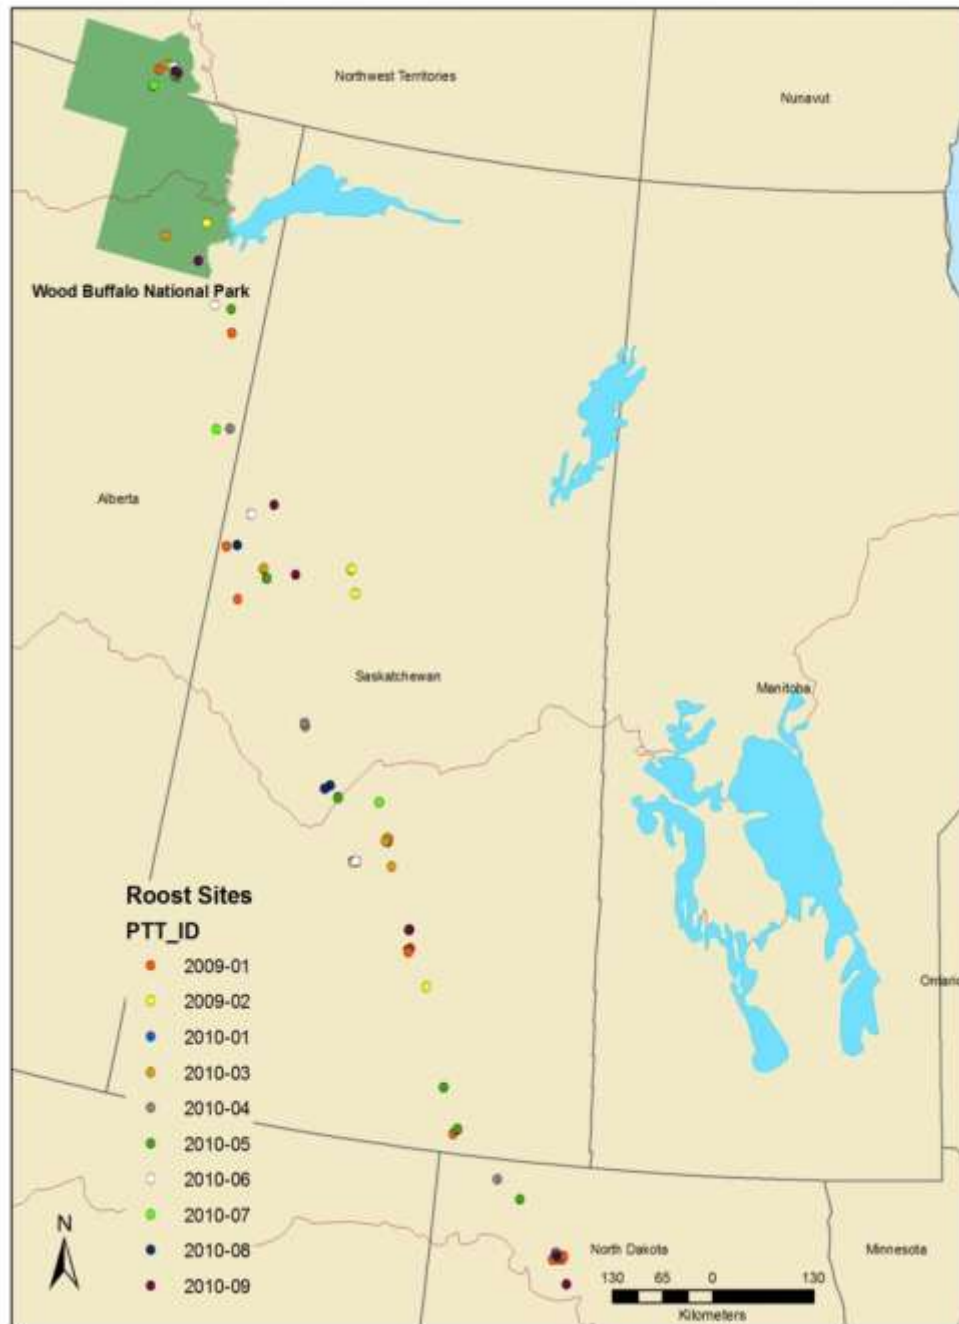 Northwest Territories
Nunavut
Wood Buffalo National Park
Alberta
Saskatchewan
Manitoba
Roost Sites
PTT_ID
2009-01
2009-02
2010-01
2010-03
2010-04
2010-05
2010-06
2010-07
2010-08
2010-09
Ontario
N
North Dakota
Minnesota
130 65 0 130
Kilometers